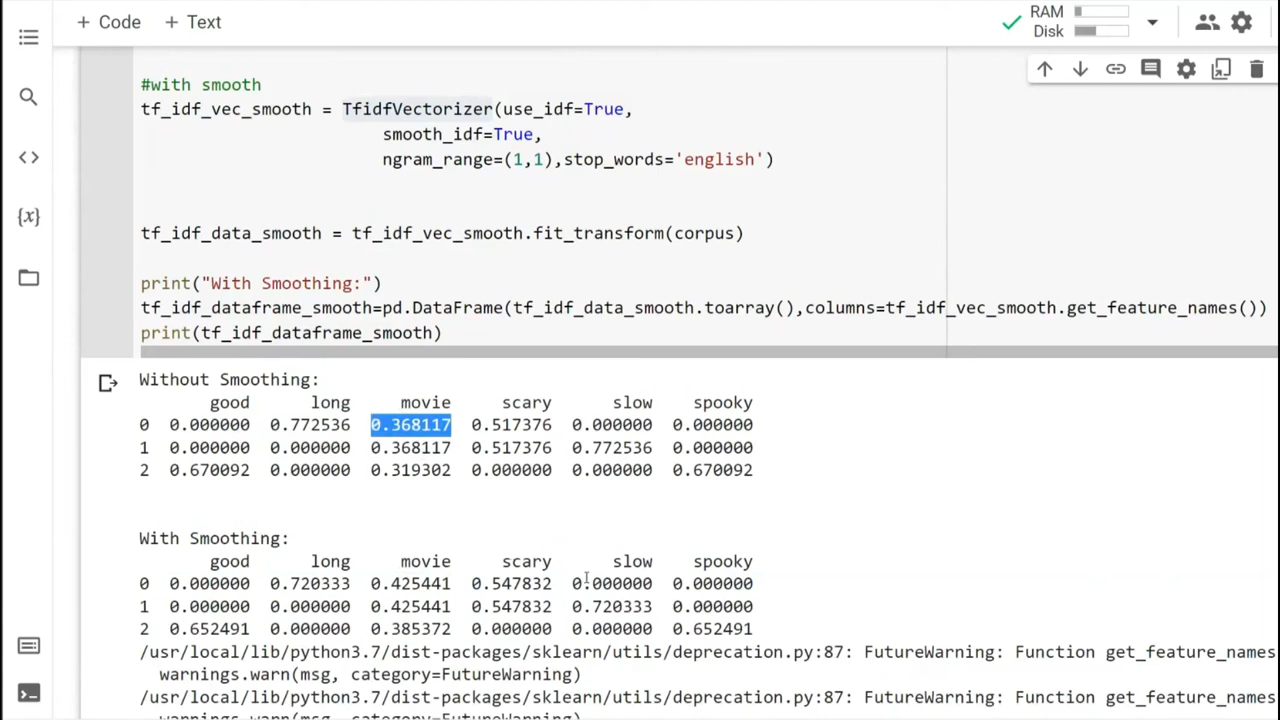 + Code + Text
RAM
Disk
#with smooth
tf_idf_vec_smooth = TfidfVectorizer(use_idf=True,
smooth_idf=True,
ngram_range=(1,1),stop_words='english')
tf_idf_data_smooth = tf_idf_vec_smooth.fit_transform(corpus)
print("With Smoothing:")
tf_idf_dataframe_smooth=pd.DataFrame(tf_idf_data_smooth.toarray(),columns=tf_idf_vec_smooth.get_feature_names())
print(tf_idf_dataframe_smooth)
Without Smoothing:
good long movie scary slow spooky
0 0.000000 0.772536 0.368117 0.517376 0.000000 0.000000
1 0.000000 0.000000 0.368117 0.517376 0.772536 0.000000
2 0.670092 0.000000 0.319302 0.000000 0.000000 0.670092
With Smoothing:
good long movie scary slow spooky
0 0.000000 0.720333 0.425441 0.547832 0.000000 0.000000
1 0.000000 0.000000 0.425441 0.547832 0.720333 0.000000
2 0.652491 0.000000 0.385372 0.000000 0.000000 0.652491
/usr/local/lib/python3.7/dist-packages/sklearn/utils/deprecation.py:87: FutureWarning: Function get_feature_names
warnings.warn(msg, category=FutureWarning)
/usr/local/lib/python3.7/dist-packages/sklearn/utils/deprecation.py:87: FutureWarning: Function get_feature_names
warnings.warn(msg, category=FutureWarning)